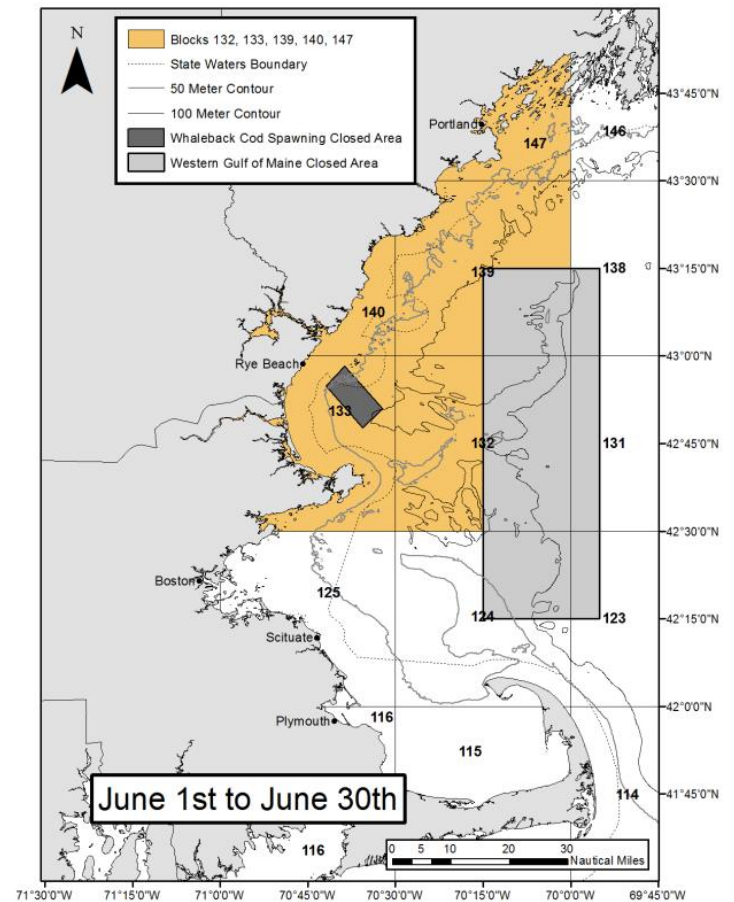 N
Blocks 132, 133, 139, 140, 147
State Waters Boundary
50 Meter Contour
100 Meter Contour
Whaleback Cod Spawning Closed Area
Western Gulf of Maine Closed Area
43°45'0"N
Portland
147
146
43°30'0"N
139
138
43°15'0"N
140
Rye Beach
43°0'0"N
133
132
131
42°45'0"N
42°30'0"N
Boston
125
124
123
42°15'0"N
Scituate
116
42°0'0"N
Plymouth
115
June 1st to June 30th
114
41°45'0"N
116
0 5 10 20 30
Nautical Miles
71°30'0"W 71°15'0"W 71°0'0"W 70°45'0"W 70°30'0"W 70°15'0"W 70°0'0"W 69°45'0"W